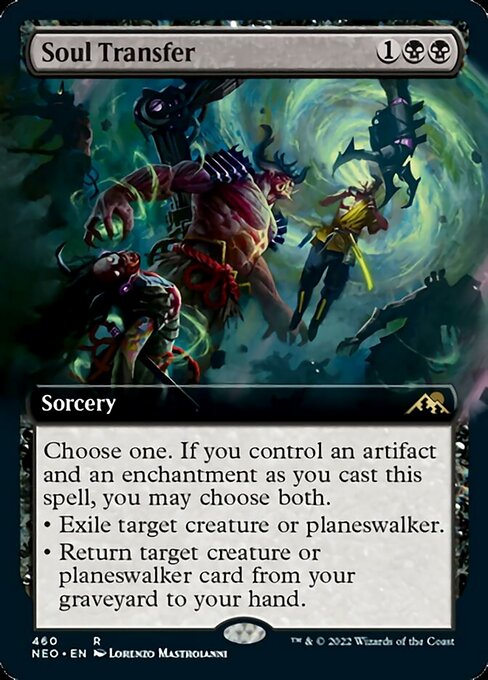 Soul Transfer 1
Sorcery
Choose one. If you control an artifact
and an enchantment as you cast this
spell, you may choose both.
• Exile target creature or planeswalker.
• Return target creature or
planeswalker card from your
graveyard to your hand.
460 R
NEO • EN Lorenzo Mastroianni
™ & © 2022 Wizards of the Coast